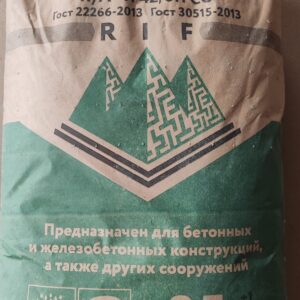 Гост 22266-2013 Гост 30515-2013
RIF
Предназначен для бетонных
и железобетонных конструкций,
а также других сооружений